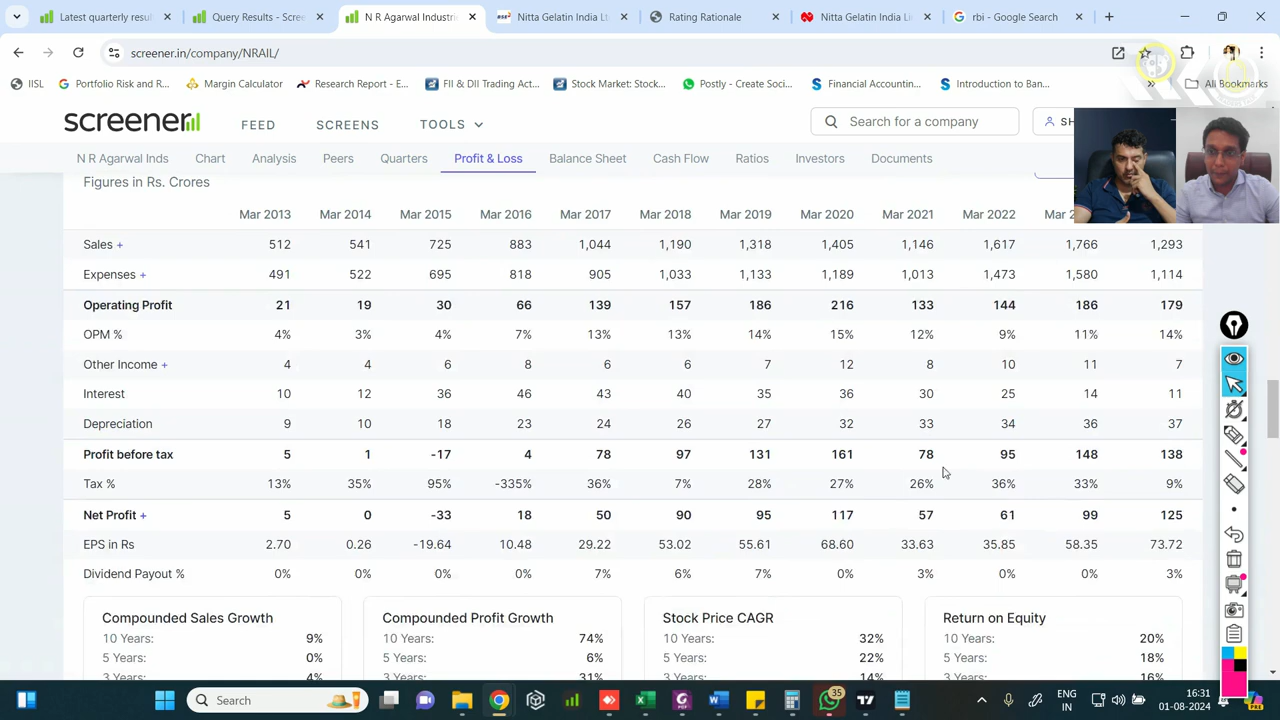 Latest quarterly resul
Query Results - Scree
N R Agarwal Industri
Nitta Gelatin India Lt
Rating Rationale
Nitta Gelatin India Li
rbi - Google Search
screener.in/company/NRAIL/
IISL
Portfolio Risk and R...
Margin Calculator
Research Report - E...
FII & DII Trading Act...
Stock Market: Stock...
Postly - Create Soci...
Financial Accountin...
Introduction to Ban...
All Bookmarks
screener
FEED
SCREENS
TOOLS
Search for a company
N R Agarwal Inds
Chart
Analysis
Peers
Quarters
Profit & Loss
Balance Sheet
Cash Flow
Ratios
Investors
Documents
Figures in Rs. Crores
Mar 2013 Mar 2014 Mar 2015 Mar 2016 Mar 2017 Mar 2018 Mar 2019 Mar 2020 Mar 2021 Mar 2022 Mar 2
Sales + 512 541 725 883 1,044 1,190 1,318 1,405 1,146 1,617 1,766 1,293
Expenses + 491 522 695 818 905 1,033 1,133 1,189 1,013 1,473 1,580 1,114
Operating Profit 21 19 30 66 139 157 186 216 133 144 186 179
OPM % 4% 3% 4% 7% 13% 13% 14% 15% 12% 9% 11% 14%
Other Income + 4 4 6 8 6 6 7 12 8 10 11 7
Interest 10 12 36 46 43 40 35 36 30 25 14 11
Depreciation 9 10 18 23 24 26 27 32 33 34 36 37
Profit before tax 5 1 -17 4 78 97 131 161 78 95 148 138
Tax % 13% 35% 95% -335% 36% 7% 28% 27% 26% 36% 33% 9%
Net Profit + 5 0 -33 18 50 90 95 117 57 61 99 125
EPS in Rs 2.70 0.26 -19.64 10.48 29.22 53.02 55.61 68.60 33.63 35.85 58.35 73.72
Dividend Payout % 0% 0% 0% 0% 7% 6% 7% 0% 3% 0% 0% 3%
Compounded Sales Growth
10 Years: 9%
5 Years: 0%
3 Years: 4%
Compounded Profit Growth
10 Years: 74%
5 Years: 6%
3 Years: 31%
Stock Price CAGR
10 Years: 32%
5 Years: 22%
3 Years: 14%
Return on Equity
10 Years: 20%
5 Years: 18%
3 Years: 16%
Search
35
ENG
IN
16:31
01-08-2024